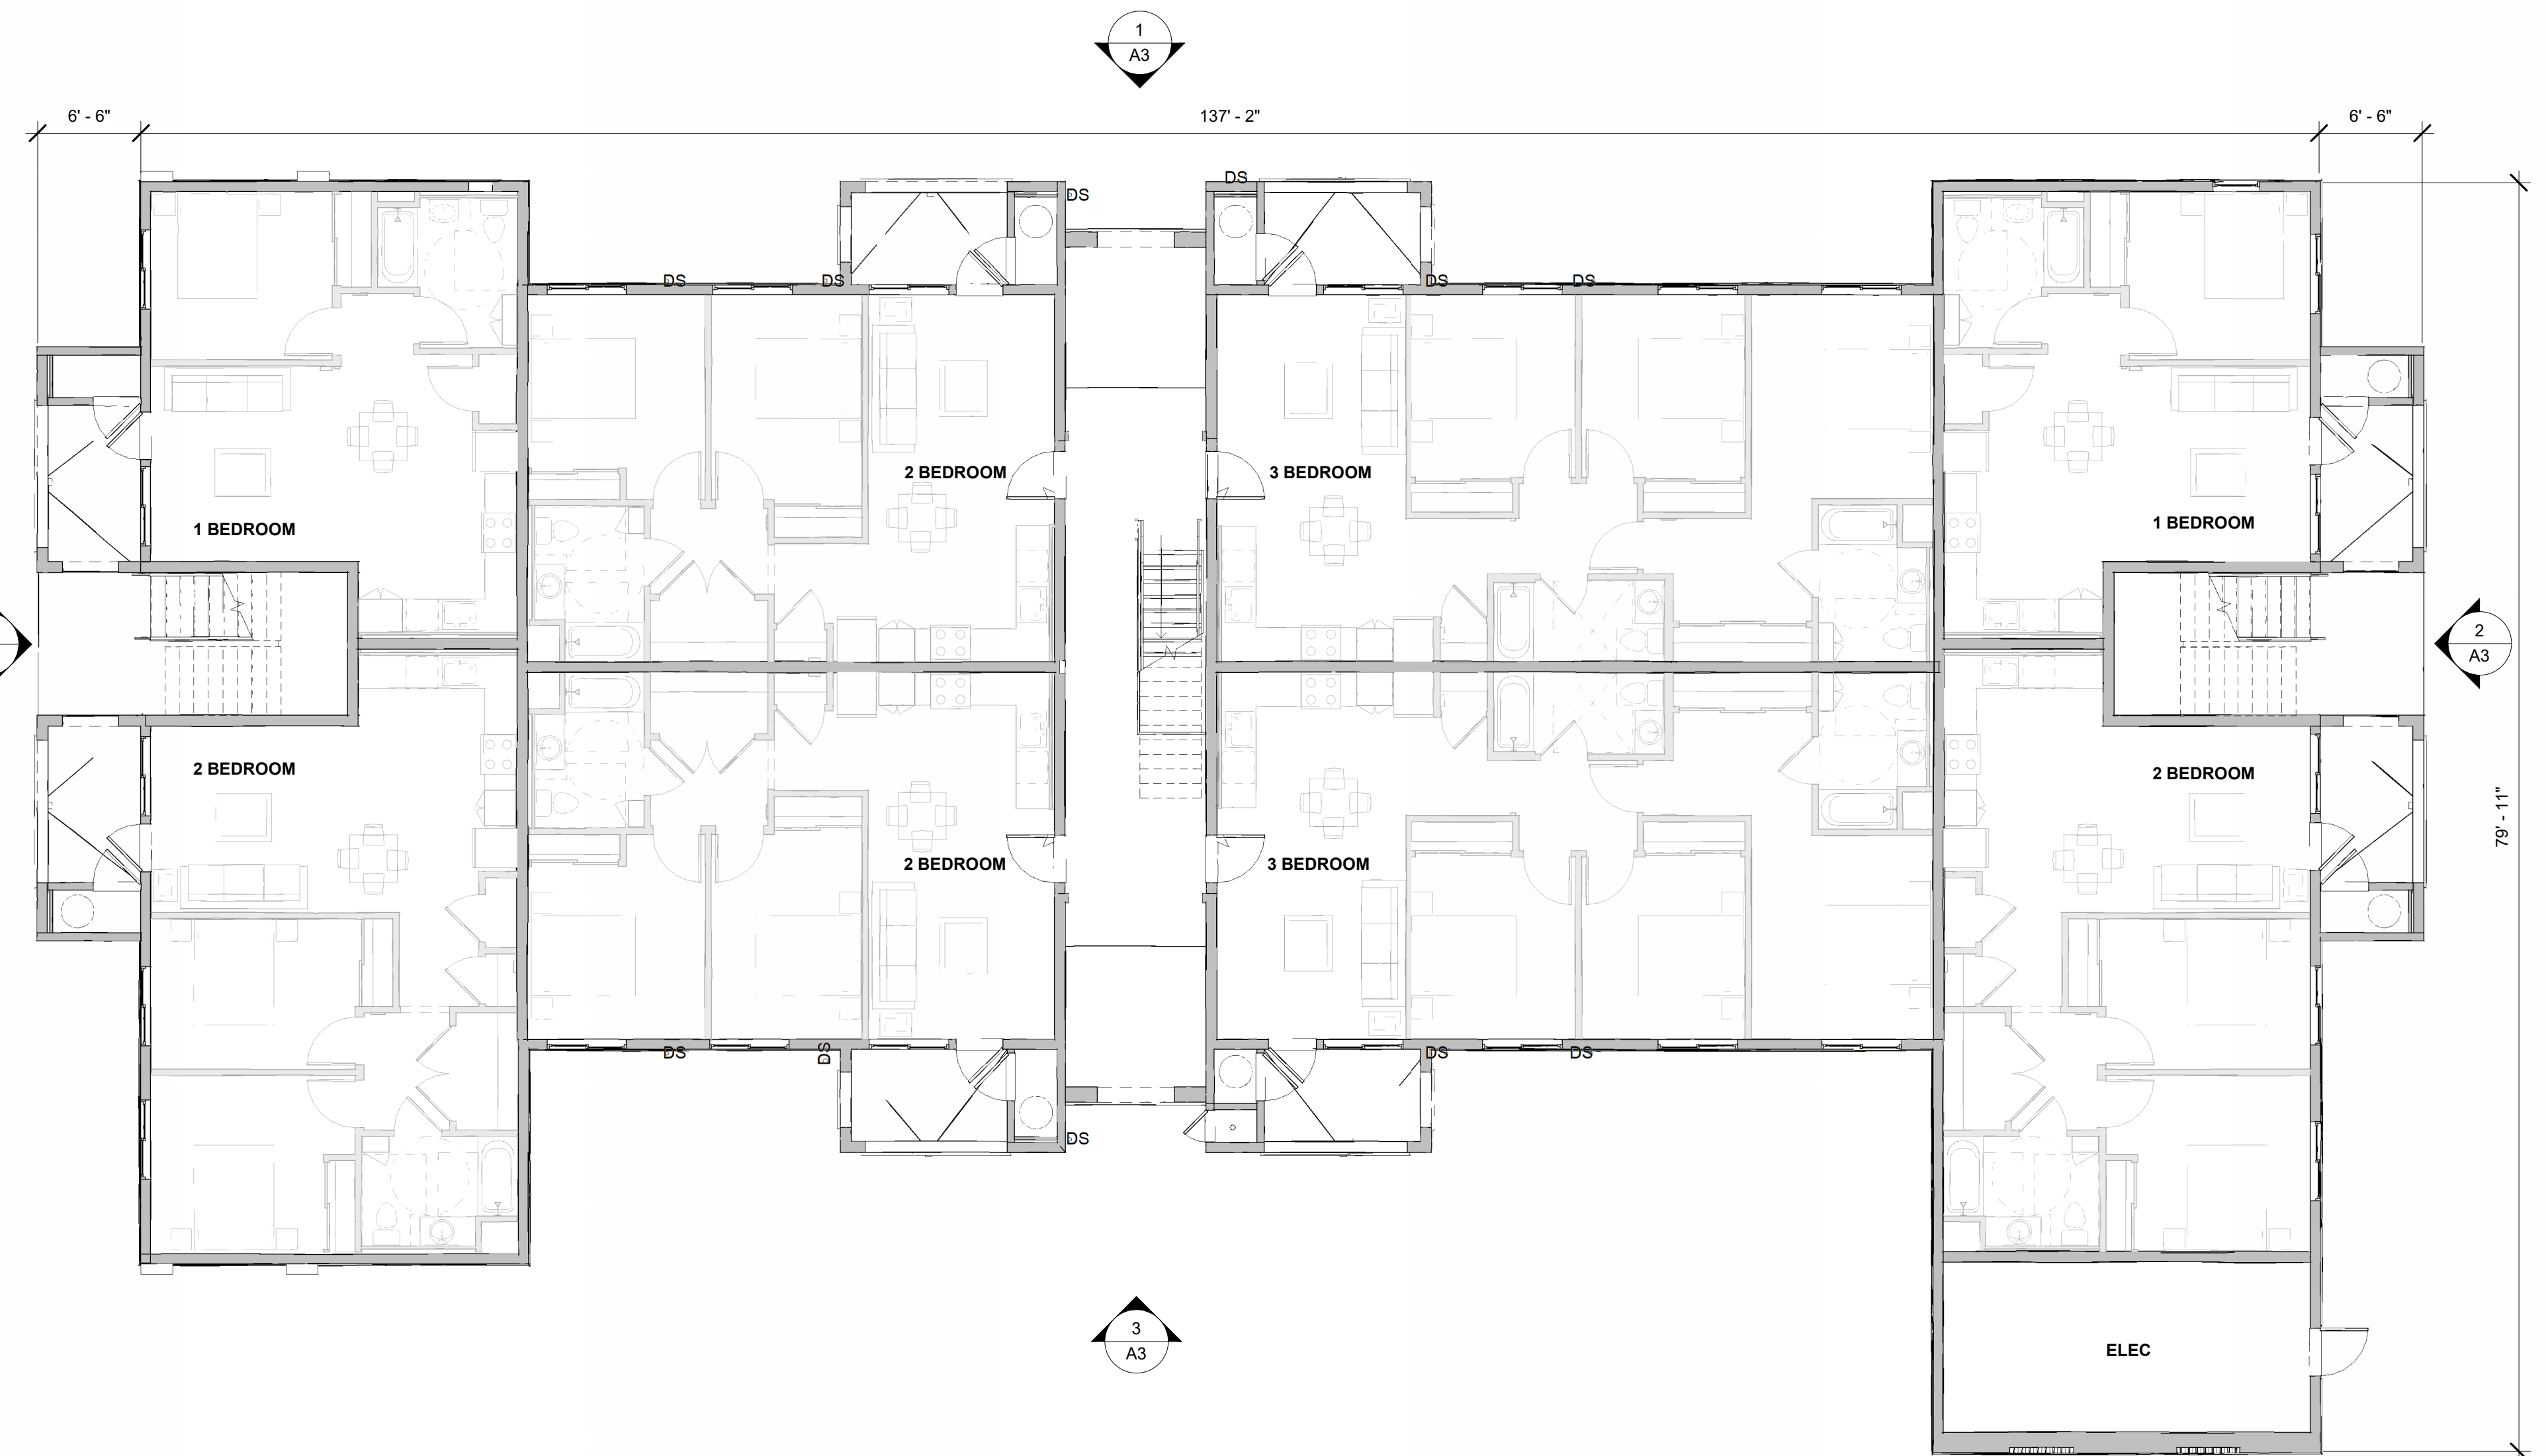 1
A3
6' - 6"
137' - 2"
6' - 6"
DS
DS
DS
DS
DS
DS
2 BEDROOM
3 BEDROOM
1 BEDROOM
1 BEDROOM
2
A3
2 BEDROOM
2 BEDROOM
79' - 11"
2 BEDROOM
3 BEDROOM
DS
DS
DS
DS
DS
3
A3
ELEC